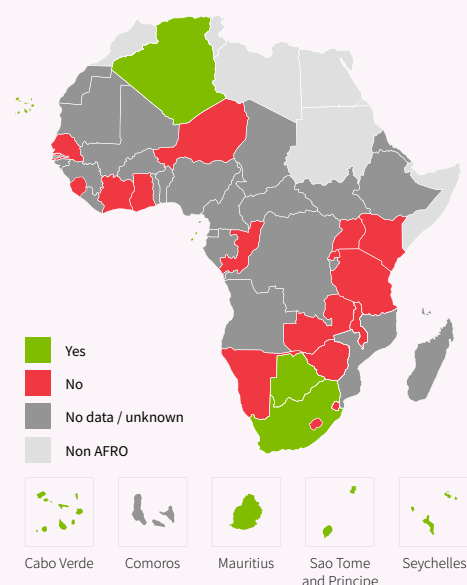 Yes
No
No data / unknown
Non AFRO
Cabo Verde
Comoros
Mauritius
Sao Tome
and Principe
Seychelles